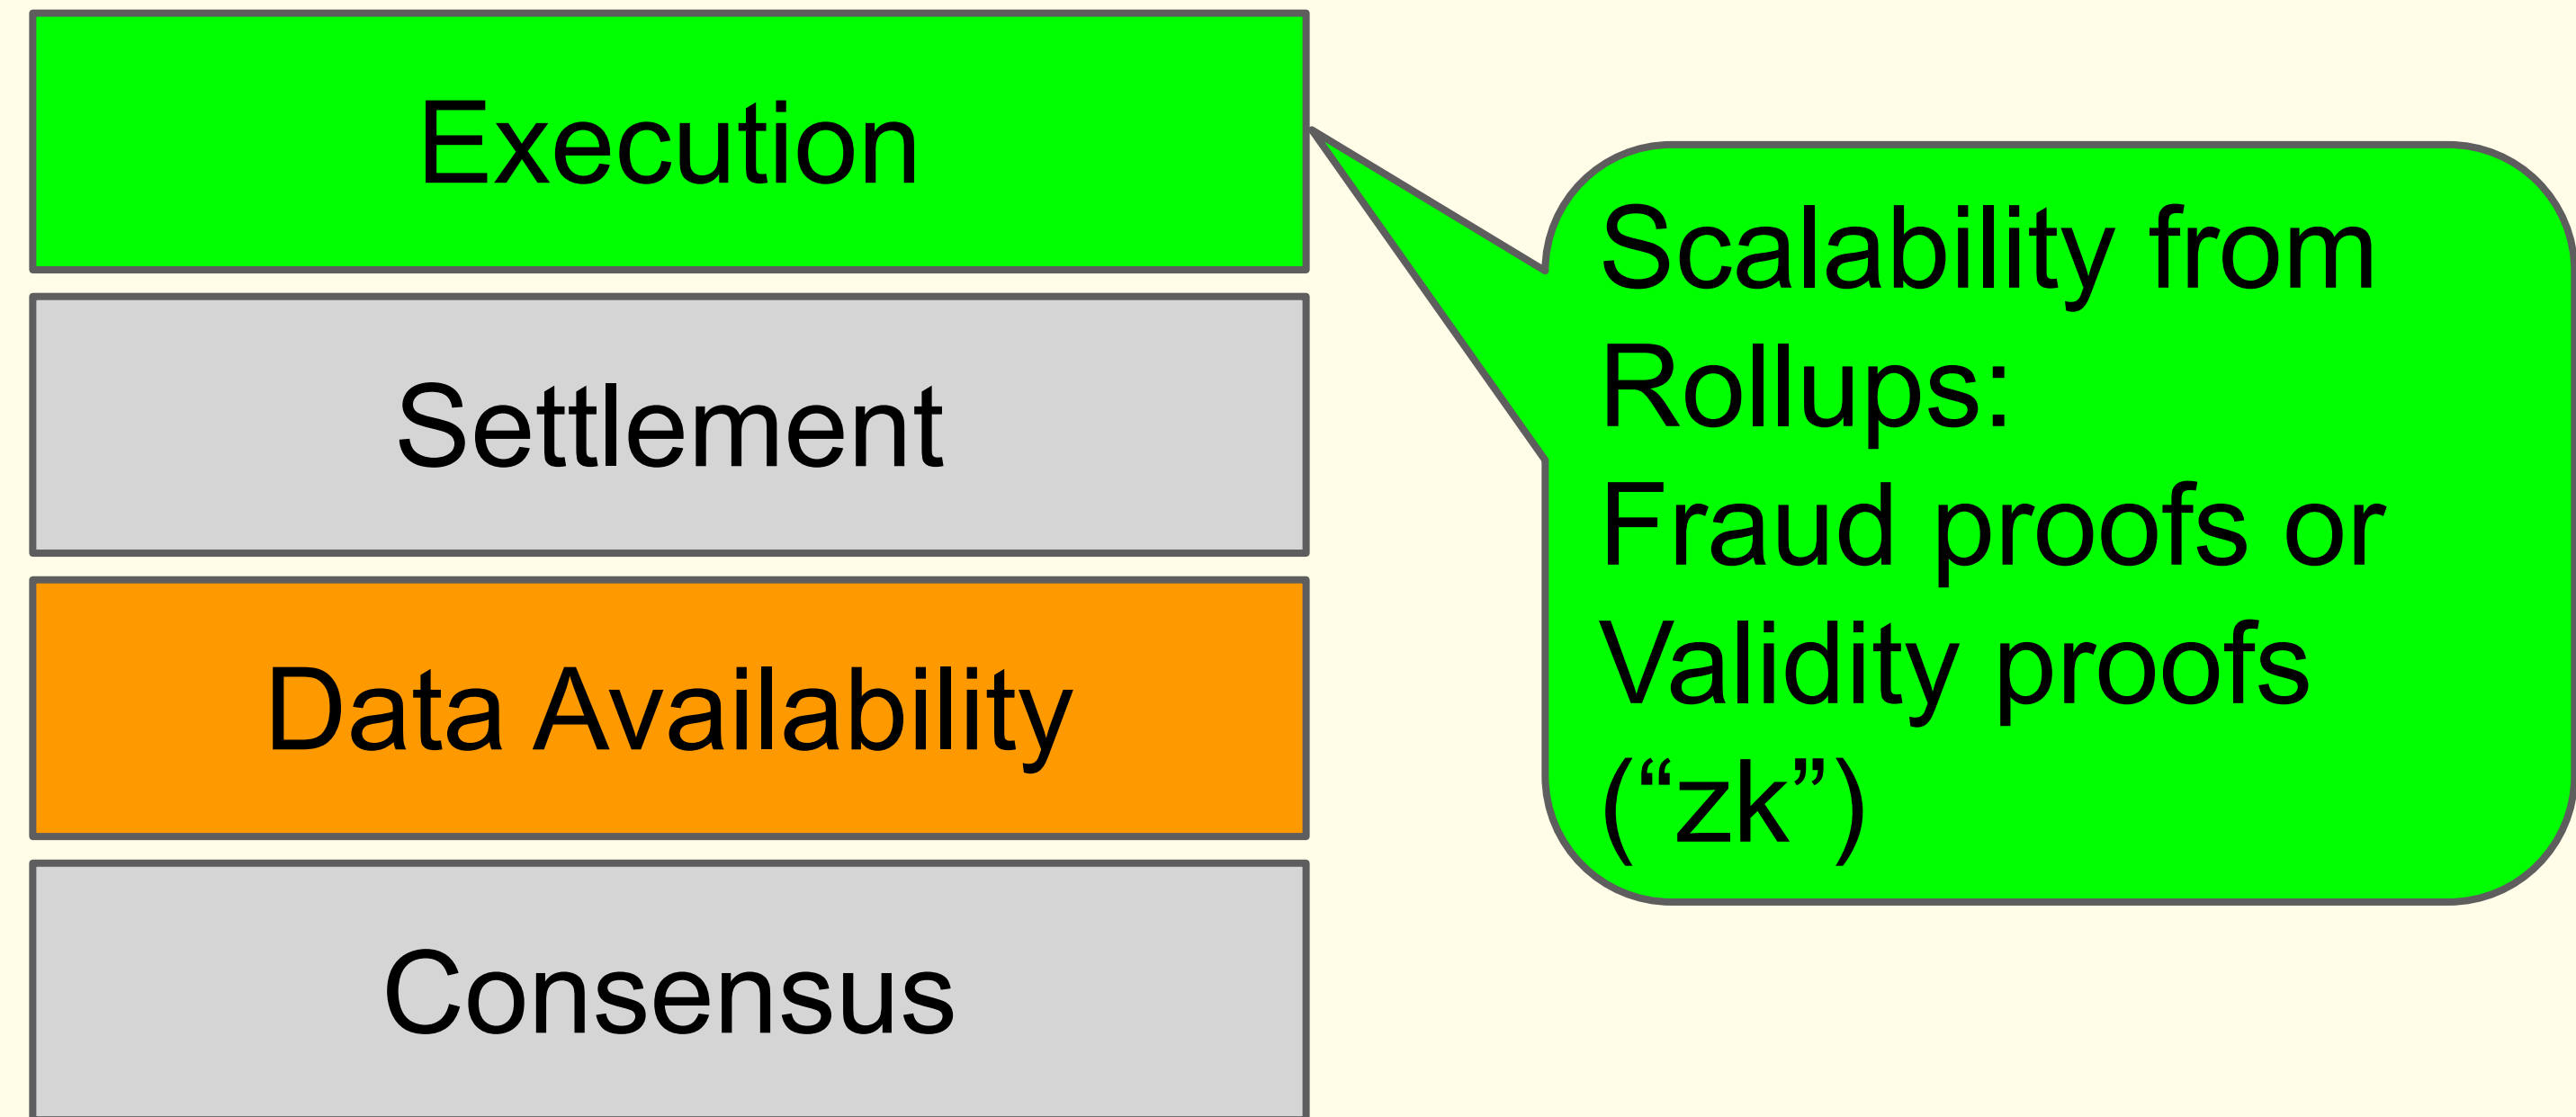 Execution
Settlement
Data Availability
Consensus
Scalability from
Rollups:
Fraud proofs or
Validity proofs
(“zk”)